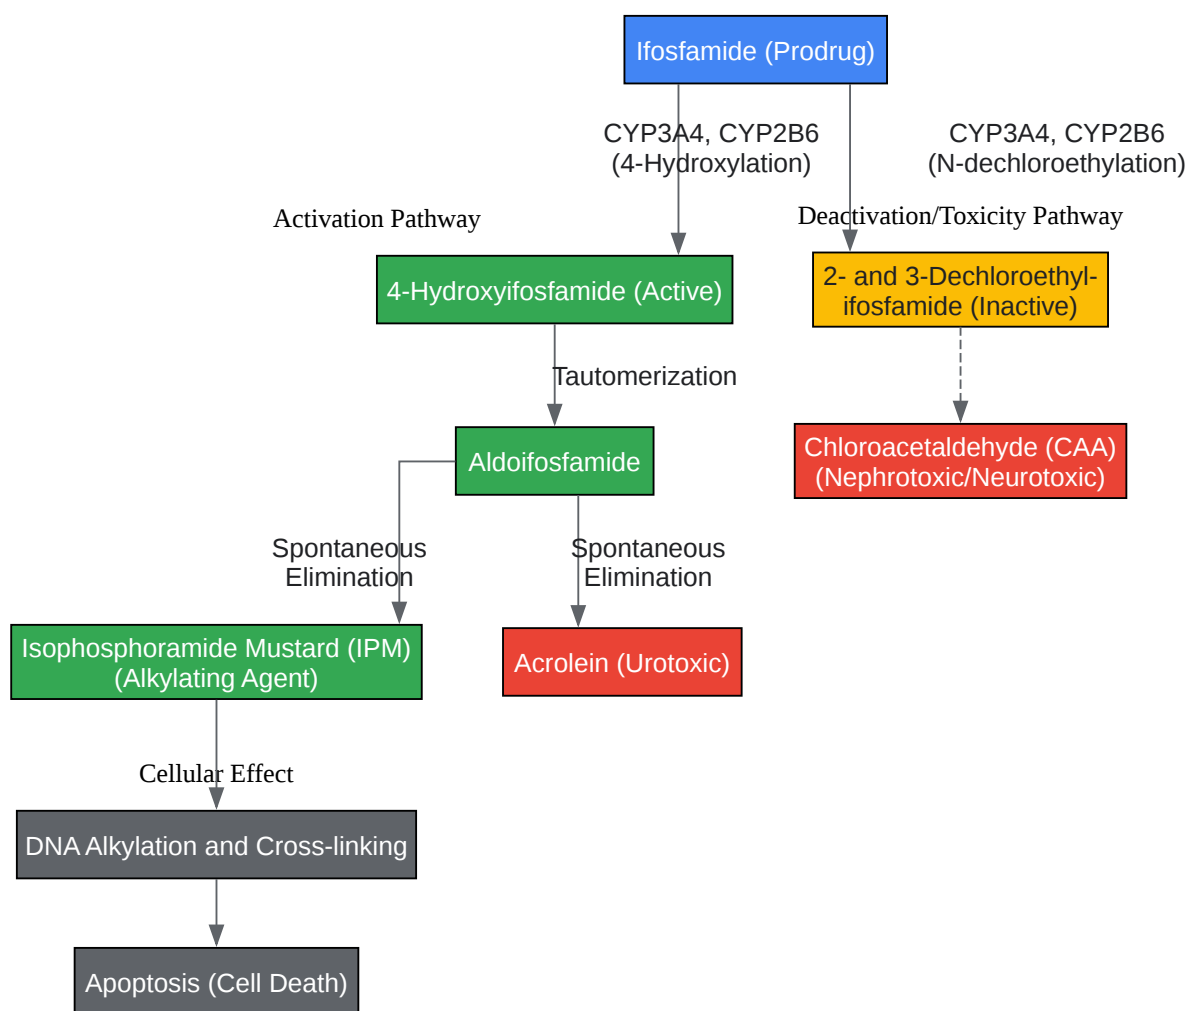 Ifosfamide (Prodrug)
CYP3A4, CYP2B6
(4-Hydroxylation)
CYP3A4, CYP2B6
(N-dechloroethylation)
Activation Pathway
Deactivation/Toxicity Pathway
4-Hydroxyifosfamide (Active)
2- and 3-Dechloroethyl-
ifosfamide (Inactive)
Tautomerization
Aldoifosfamide
Chloroacetaldehyde (CAA)
(Nephrotoxic/Neurotoxic)
Spontaneous
Elimination
Spontaneous
Elimination
Isophosphoramide Mustard (IPM)
(Alkylating Agent)
Acrolein (Urotoxic)
Cellular Effect
DNA Alkylation and Cross-linking
Apoptosis (Cell Death)